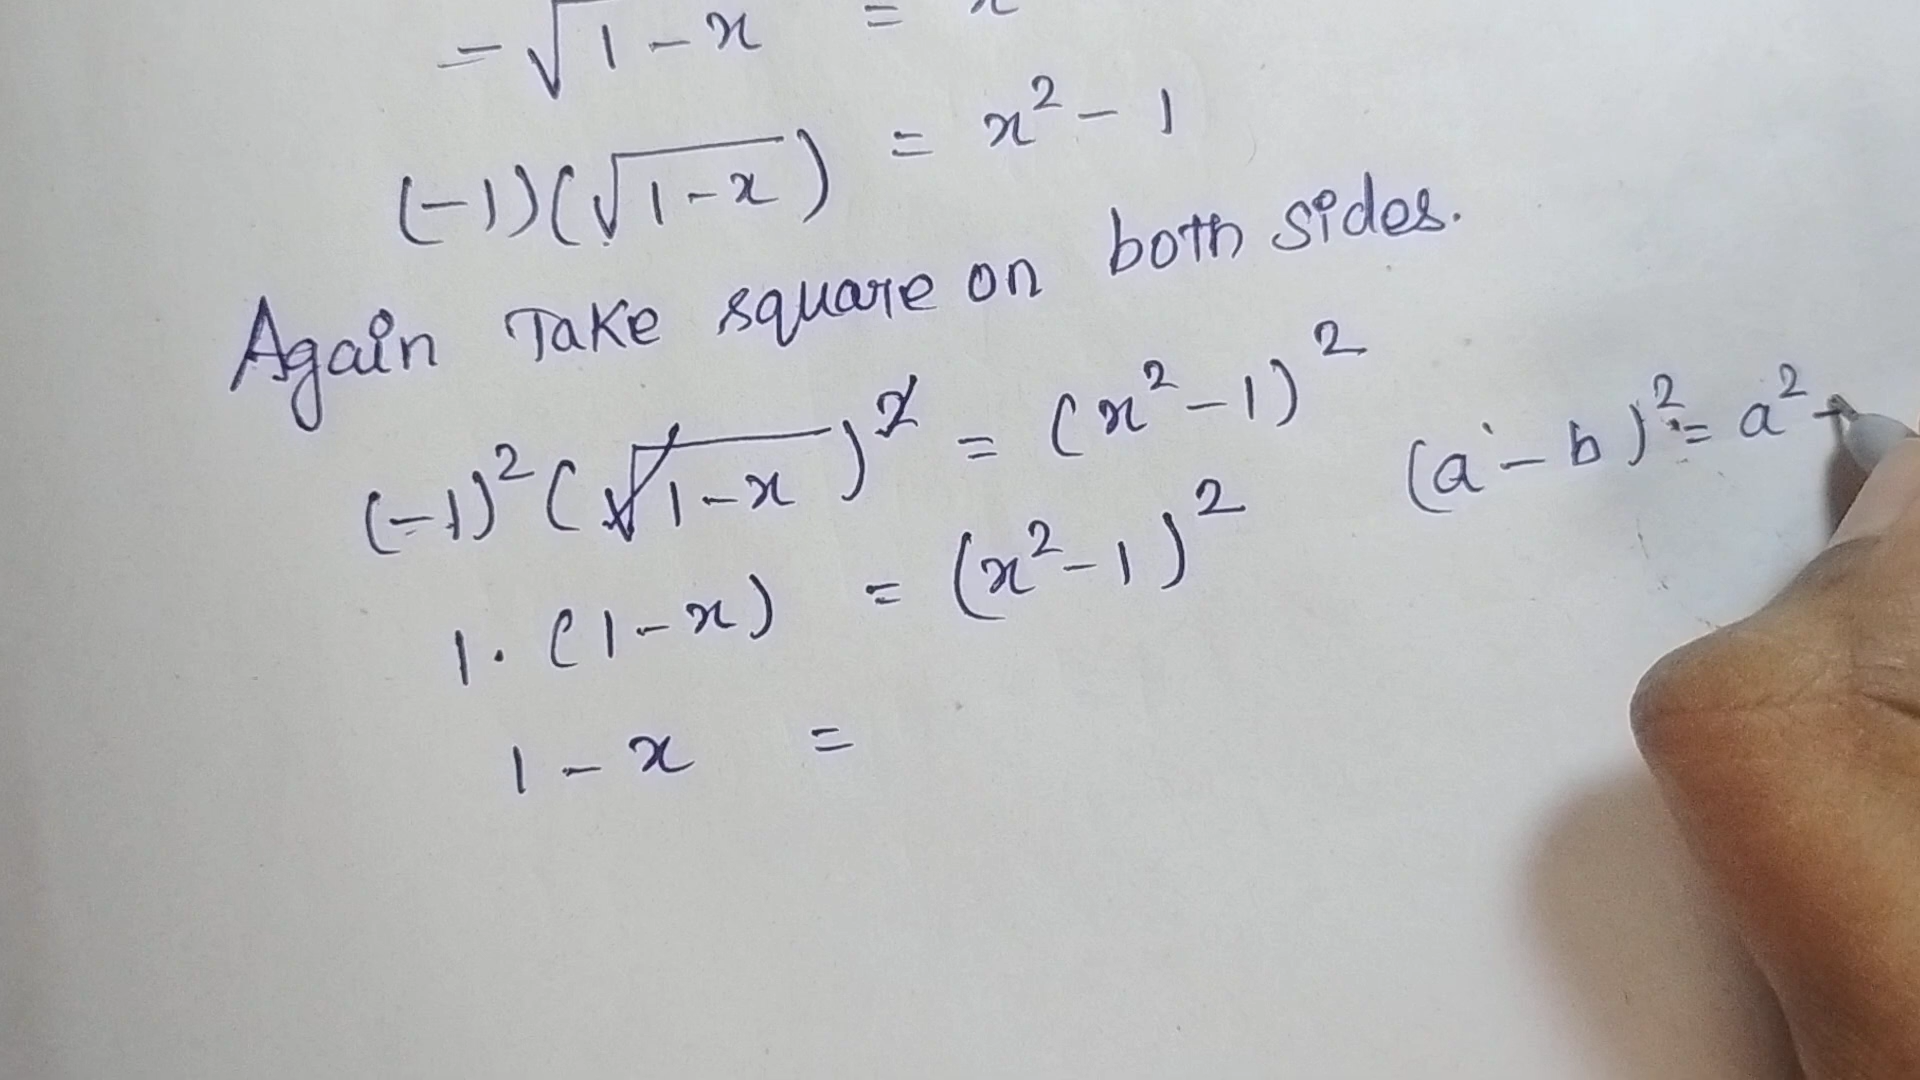 -√1-x = x
(-1)(√1-x) = x² - 1
Again Take square on both sides.
(-1)² (√1-x)² = (x² - 1)²
(a - b)² = a² -
1 · (1-x) = (x² - 1)²
1 - x =